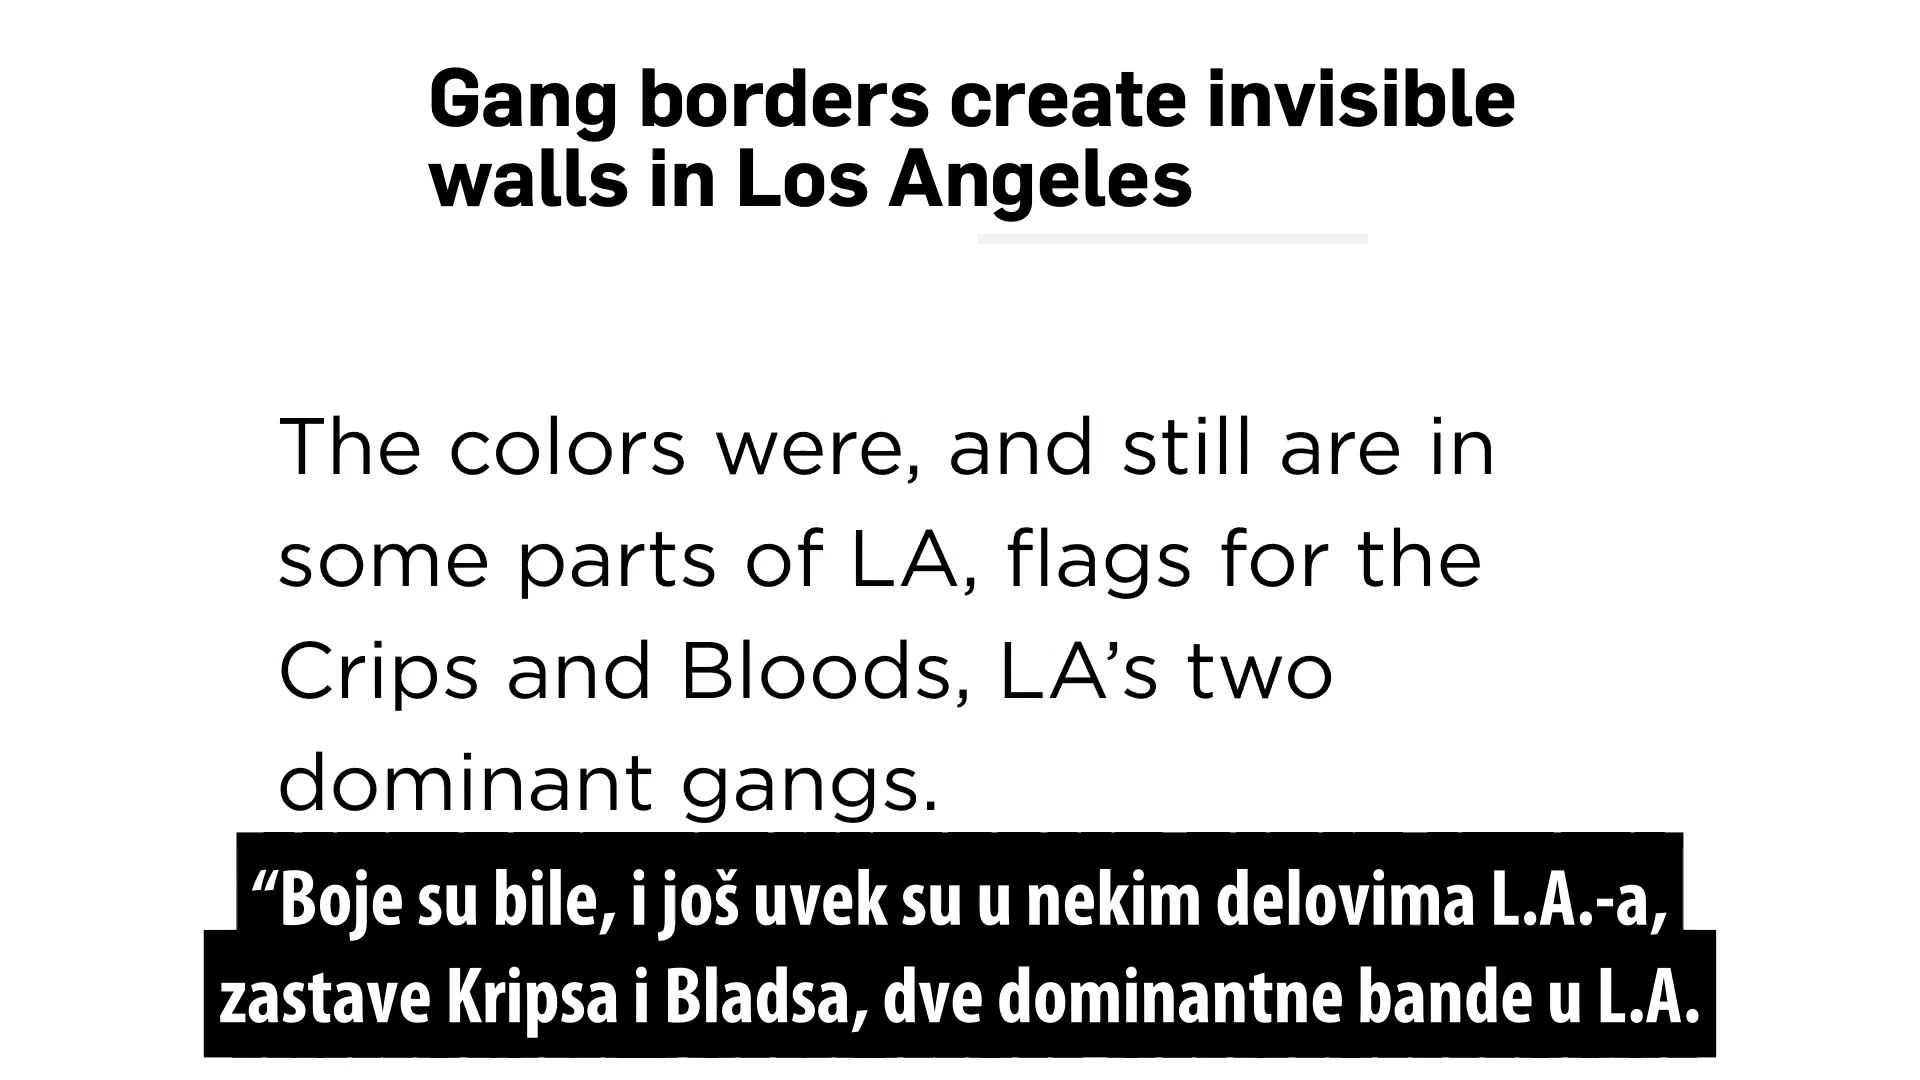 Gang borders create invisible
walls in Los Angeles
The colors were, and still are in
some parts of LA, flags for the
Crips and Bloods, LA’s two
dominant gangs.
“Boje su bile, i još uvek su u nekim delovima L.A.-a,
zastave Kripsa i Bladsa, dve dominantne bande u L.A.